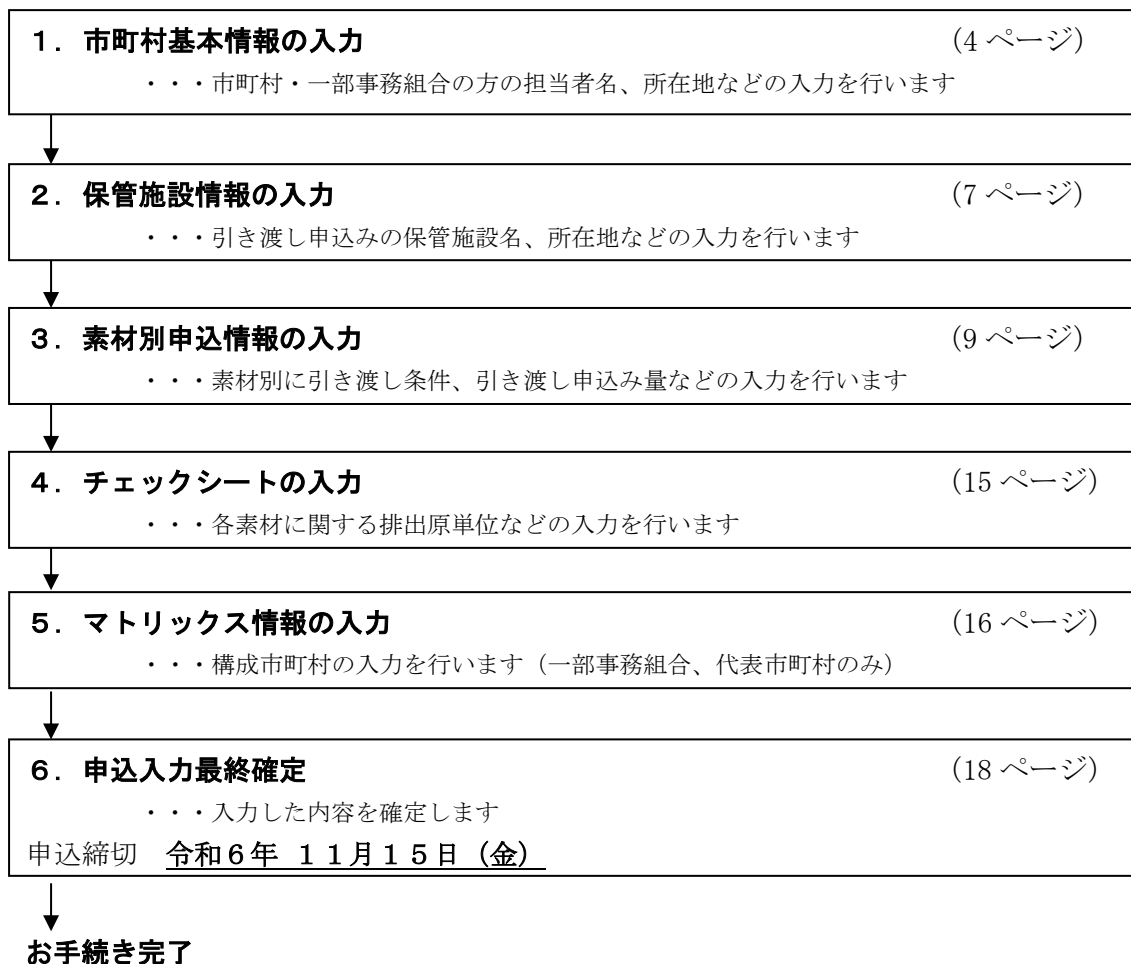 １．市町村基本情報の入力 (4 ページ)
・・・市町村・一部事務組合の方の担当者名、所在地などの入力を行います
２．保管施設情報の入力 (7 ページ)
・・・引き渡し申込みの保管施設名、所在地などの入力を行います
３．素材別申込情報の入力 (9 ページ)
・・・素材別に引き渡し条件、引き渡し申込み量などの入力を行います
４．チェックシートの入力 (15 ページ)
・・・各素材に関する排出原単位などの入力を行います
５．マトリックス情報の入力 (16 ページ)
・・・構成市町村の入力を行います（一部事務組合、代表市町村のみ）
６．申込入力最終確定 (18 ページ)
・・・入力した内容を確定します
申込締切 令和６年 １１月１５日（金）
お手続き完了